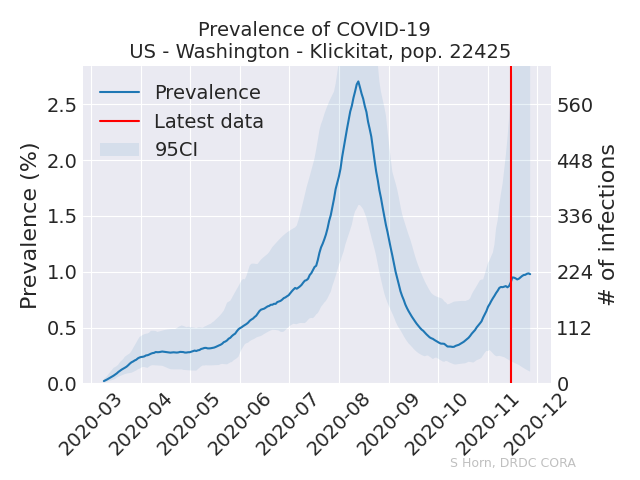 Prevalence of COVID-19
US - Washington - Klickitat, pop. 22425
Prevalence
Latest data
95CI
Prevalence (%)
2.5
2.0
1.5
1.0
0.5
0.0
560
448
336
224
112
0
# of infections
2020-03
2020-04
2020-05
2020-06
2020-07
2020-08
2020-09
2020-10
2020-11
2020-12
S Horn, DRDC CORA